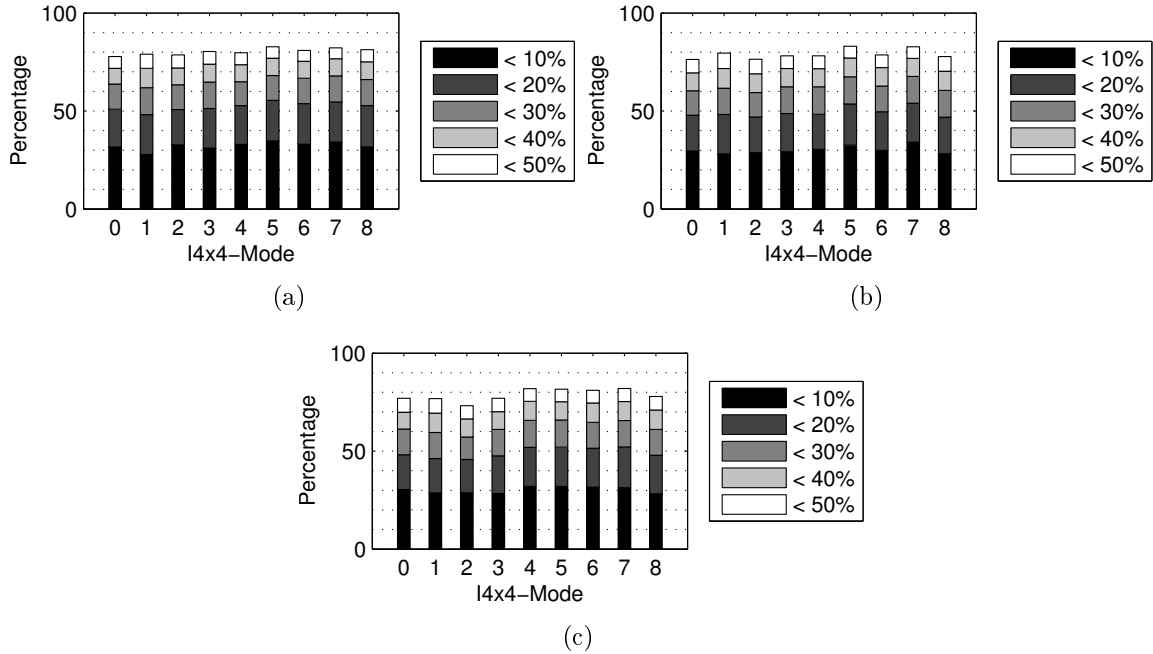 100
50
0
Percentage
0 1 2 3 4 5 6 7 8
I4x4-Mode
< 10%
< 20%
< 30%
< 40%
< 50%
(a)
100
50
0
Percentage
0 1 2 3 4 5 6 7 8
I4x4-Mode
< 10%
< 20%
< 30%
< 40%
< 50%
(b)
100
50
0
Percentage
0 1 2 3 4 5 6 7 8
I4x4-Mode
< 10%
< 20%
< 30%
< 40%
< 50%
(c)